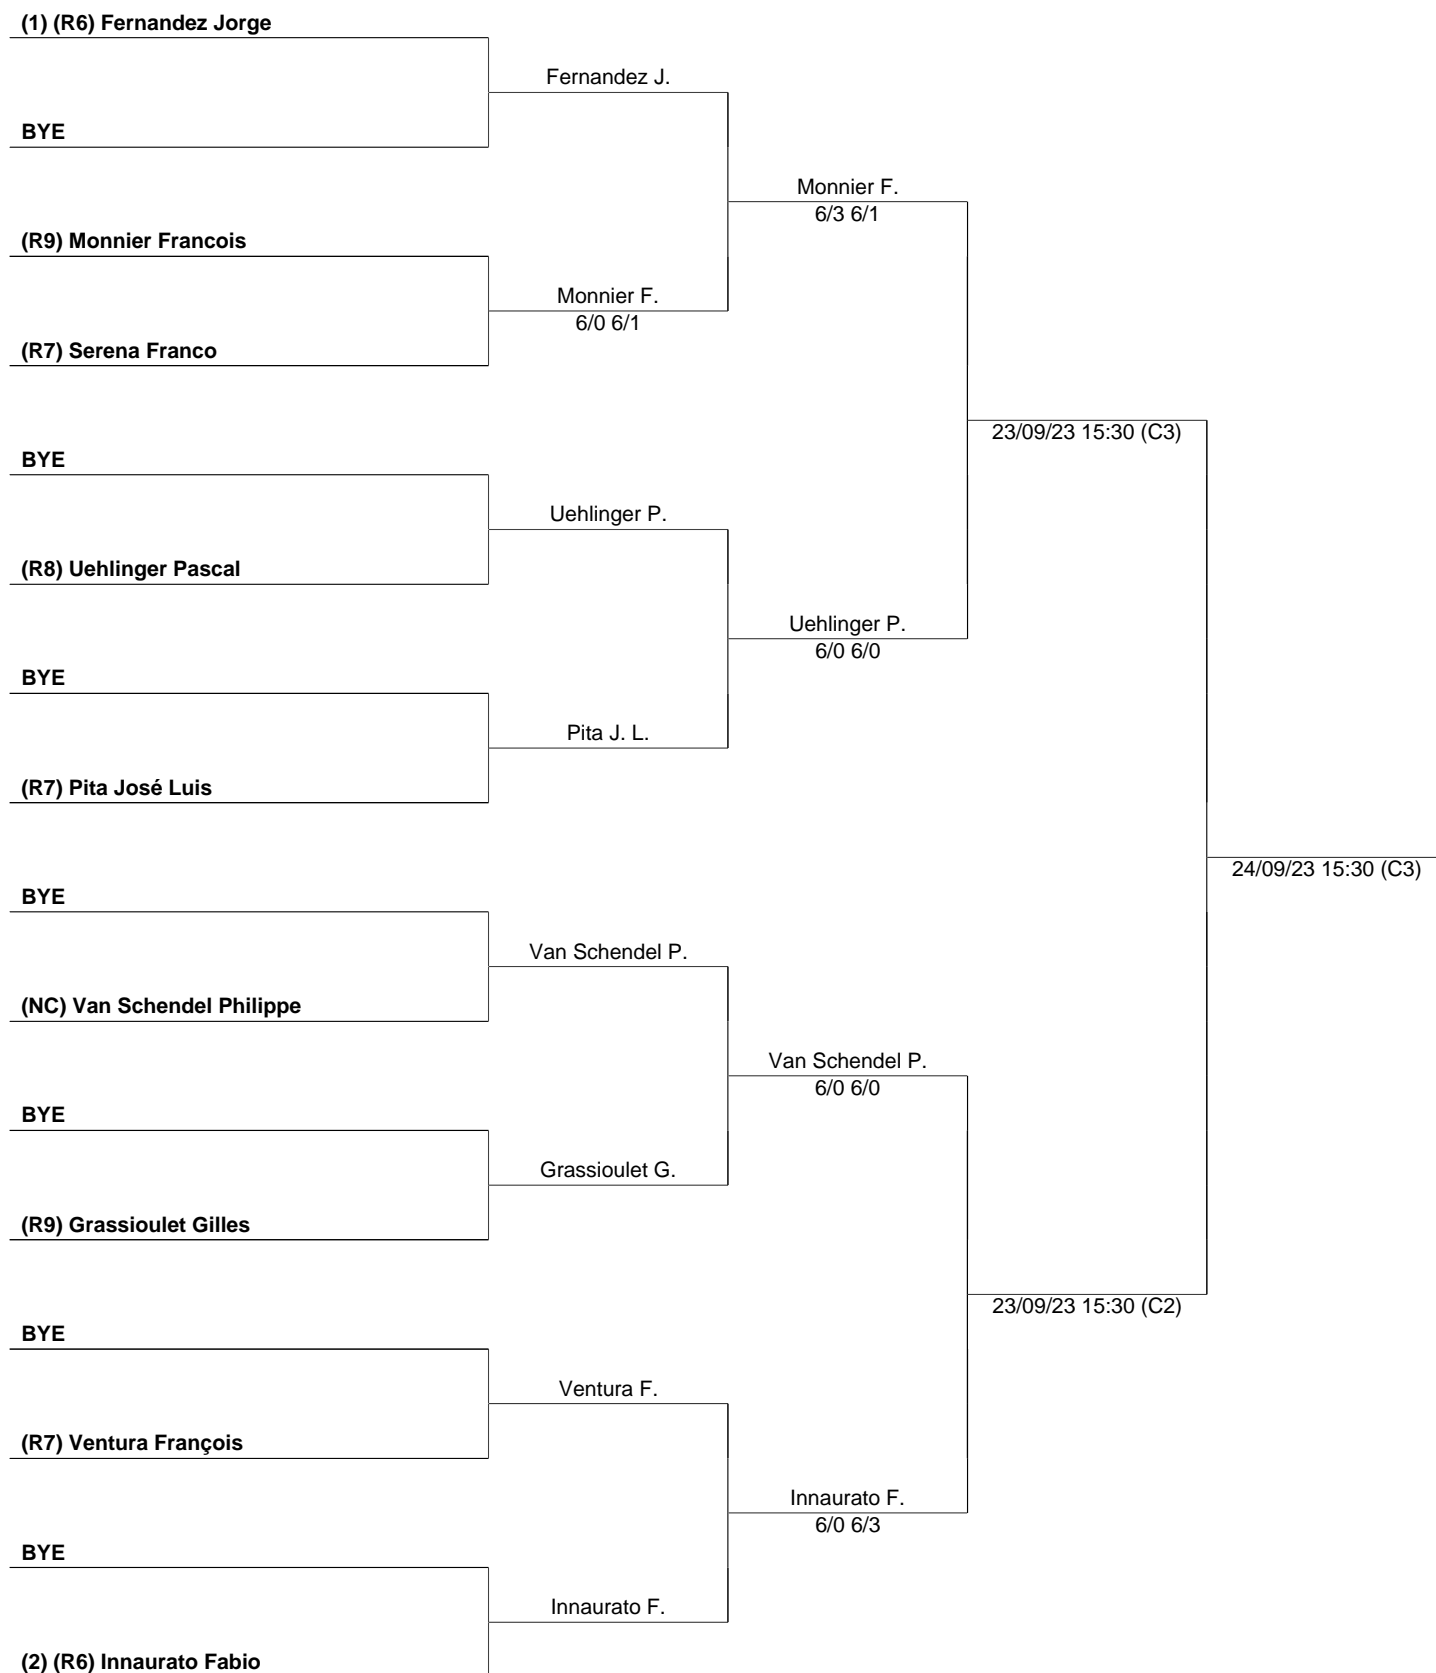 (1) (R6) Fernandez Jorge
Fernandez J.
BYE
Monnier F.
6/3 6/1
(R9) Monnier Francois
Monnier F.
6/0 6/1
(R7) Serena Franco
23/09/23 15:30 (C3)
BYE
Uehlinger P.
(R8) Uehlinger Pascal
Uehlinger P.
6/0 6/0
BYE
Pita J. L.
(R7) Pita José Luis
24/09/23 15:30 (C3)
BYE
Van Schendel P.
(NC) Van Schendel Philippe
Van Schendel P.
6/0 6/0
BYE
Grassioulet G.
(R9) Grassioulet Gilles
23/09/23 15:30 (C2)
BYE
Ventura F.
(R7) Ventura François
Innaurato F.
6/0 6/3
BYE
Innaurato F.
(2) (R6) Innaurato Fabio